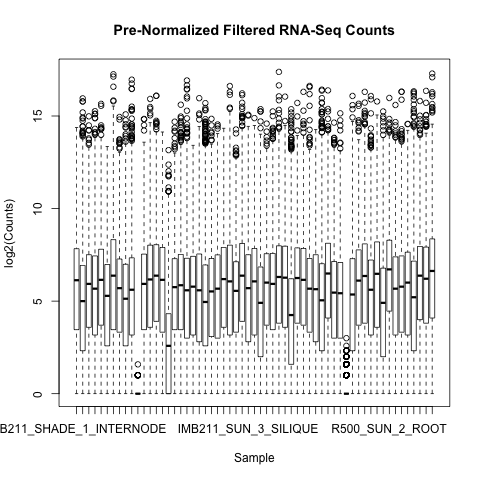 Pre-Normalized Filtered RNA-Seq Counts
log2(Counts)
15
10
5
0
B211_SHADE_1_INTERNODE IMB211_SUN_3_SILIQUE R500_SUN_2_ROOT
Sample